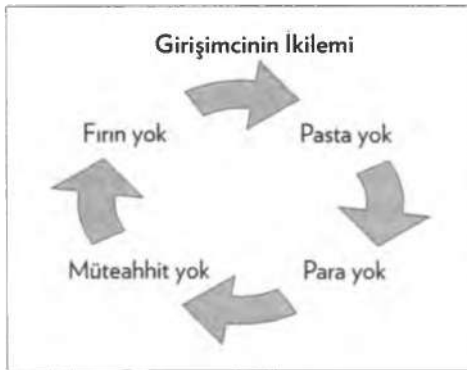 Girişimcinin İkilemi
Fırın yok
Pasta yok
Müteahhit yok
Para yok